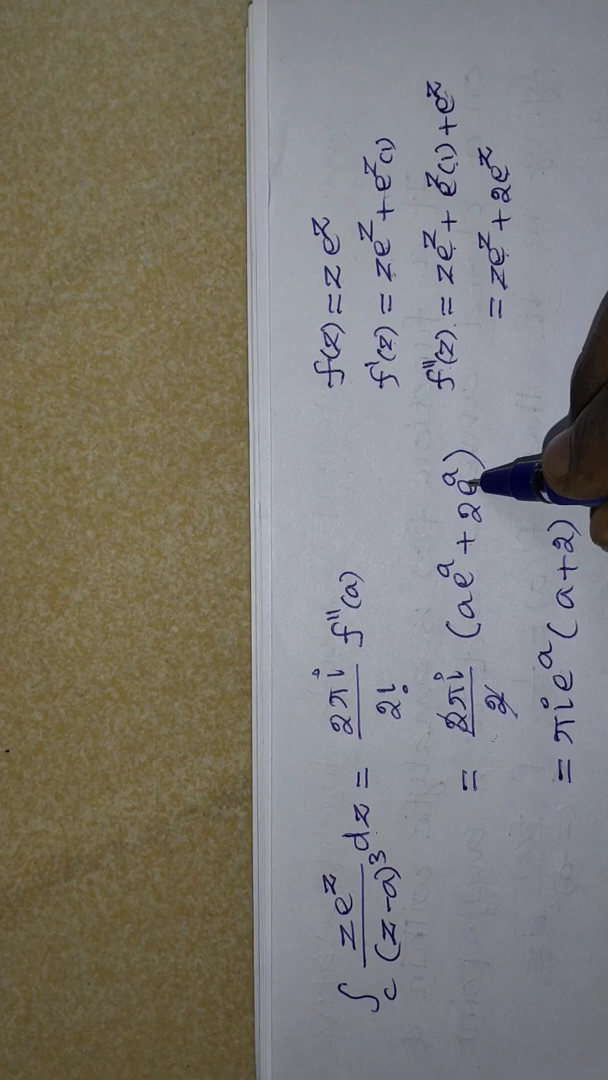 ∫_C ze^z/(z-a)^3 dz = 2πi/2! f''(a)
= 2πi/2 (ae^a + 2e^a)
= πie^a(a+2)
f(z) = ze^z
f'(z) = ze^z + e^z(1)
f''(z) = ze^z + e^z(1) + e^z
= ze^z + 2e^z